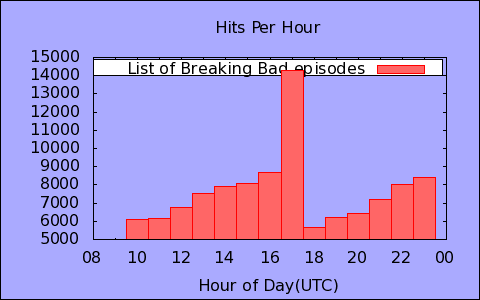 Hits Per Hour
15000
List of Breaking Bad episodes
14000
13000
12000
11000
10000
9000
8000
7000
6000
5000
08 10 12 14 16 18 20 22 00
Hour of Day(UTC)